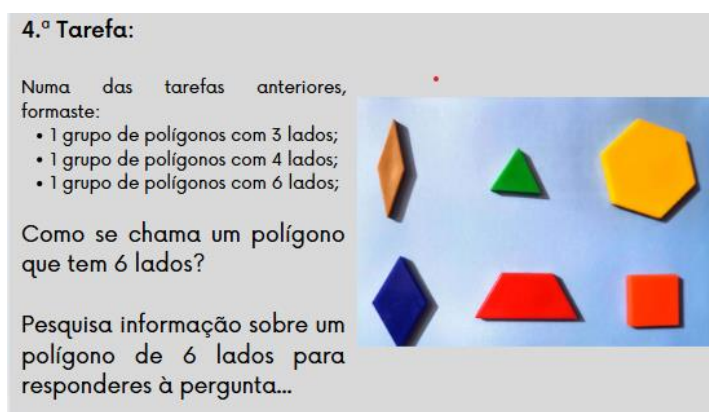 4.ª Tarefa:
Numa das tarefas anteriores,
formaste:
• 1 grupo de polígonos com 3 lados;
• 1 grupo de polígonos com 4 lados;
• 1 grupo de polígonos com 6 lados;
Como se chama um polígono
que tem 6 lados?
Pesquisa informação sobre um
polígono de 6 lados para
responderes à pergunta...